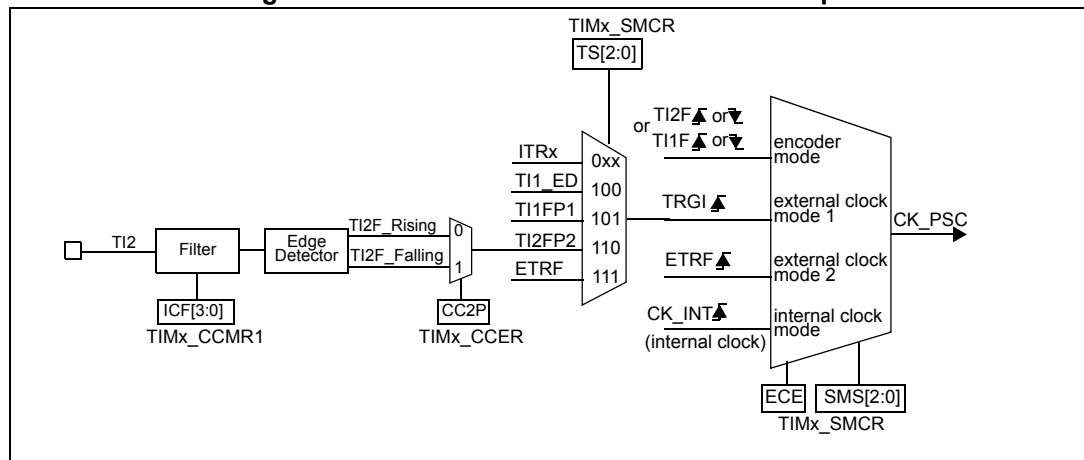 TIMx_SMCR
TS[2:0]
or TI2F or
TI1F or
encoder
mode
ITRx
0xx
TI1_ED
100
TRGI
external clock
mode 1
TI1FP1
101
CK_PSC
TI2F_Rising
0
TI2
Filter
Edge
Detector
TI2FP2
110
TI2F_Falling
1
ETRF
111
ETRF
external clock
mode 2
ICF[3:0]
CC2P
TIMx_CCMR1
TIMx_CCER
CK_INT
(internal clock)
internal clock
mode
ECE
SMS[2:0]
TIMx_SMCR